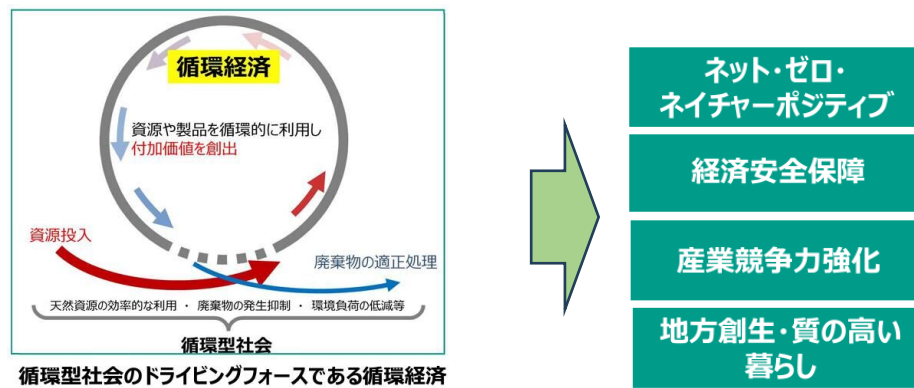 循環経済
資源や製品を循環的に利用し
付加価値を創出
資源投入
廃棄物の適正処理
天然資源の効率的な利用 ・ 廃棄物の発生抑制 ・ 環境負荷の低減等
循環型社会
循環型社会のドライビングフォースである循環経済
ネット・ゼロ・
ネイチャーポジティブ
経済安全保障
産業競争力強化
地方創生・質の高い
暮らし